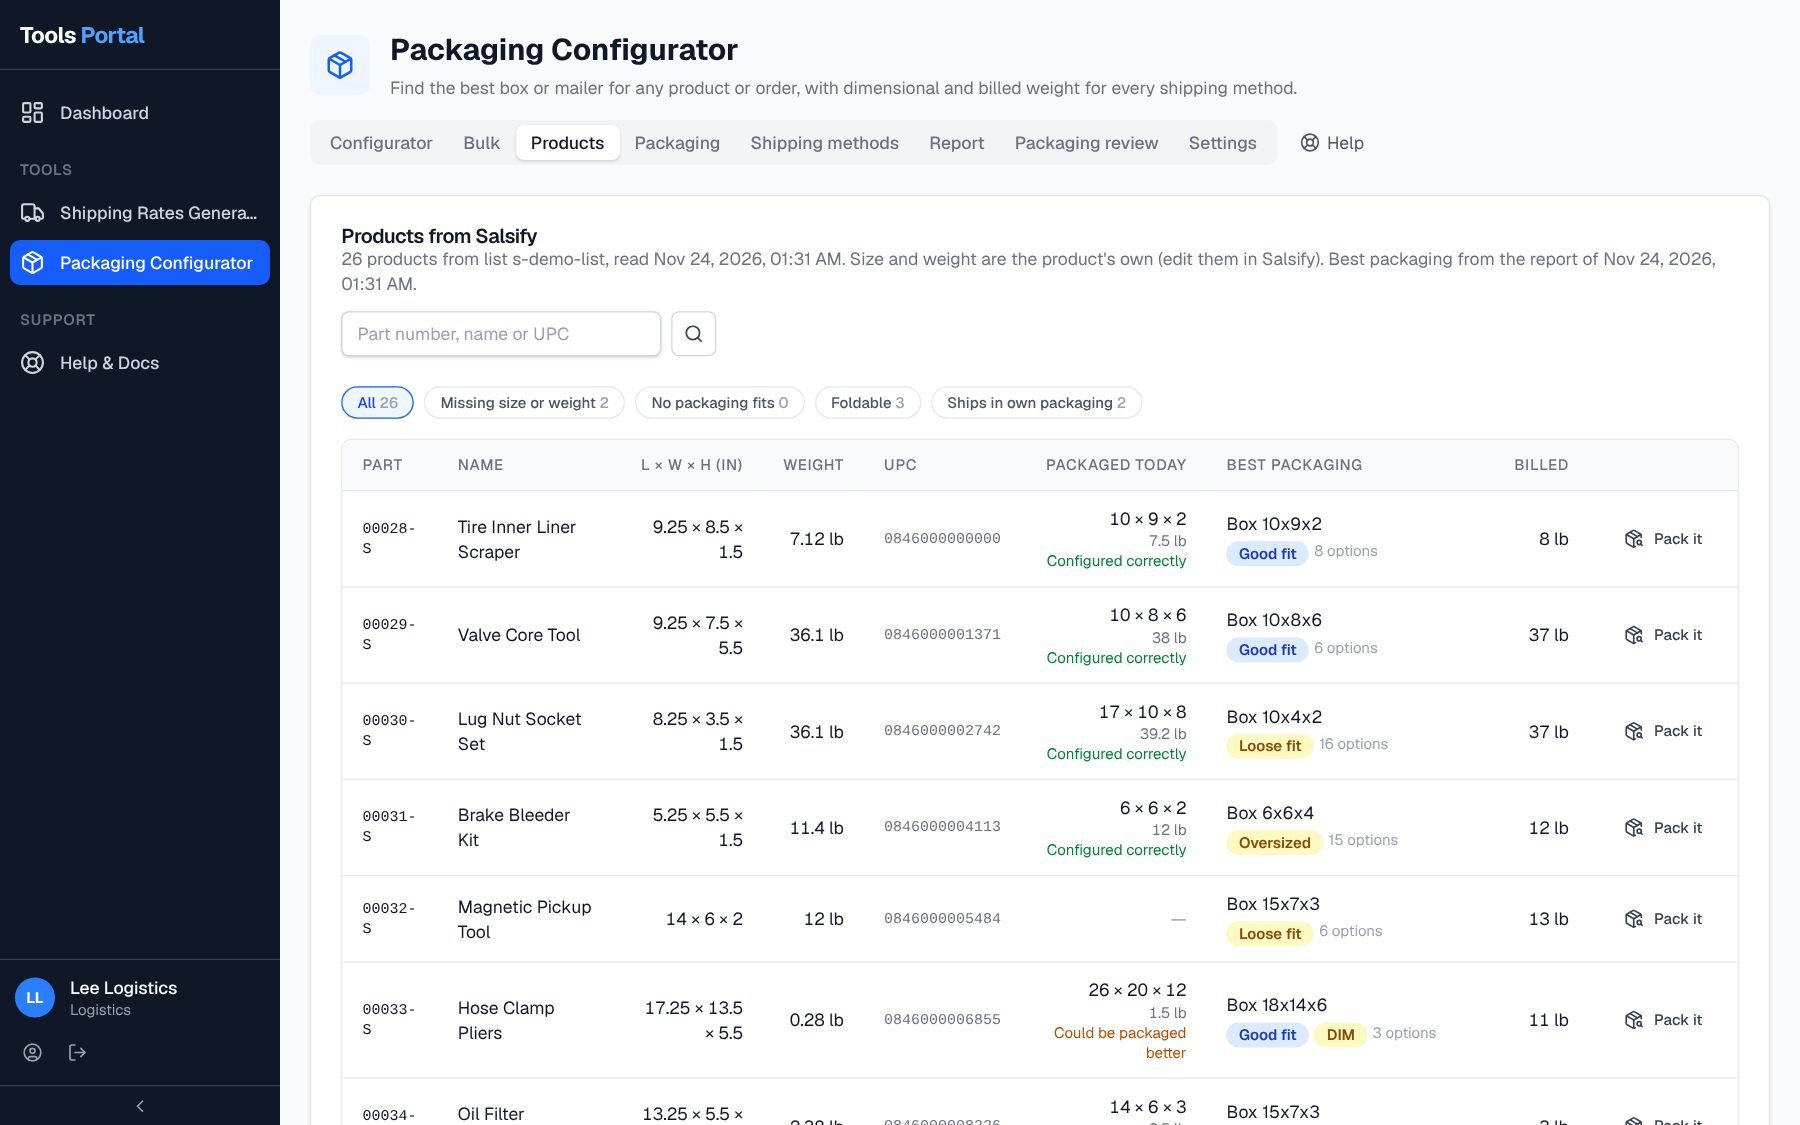 Tools Portal
Dashboard
TOOLS
Shipping Rates Genera...
Packaging Configurator
SUPPORT
Help & Docs
LL
Lee Logistics
Logistics
Packaging Configurator
Find the best box or mailer for any product or order, with dimensional and billed weight for every shipping method.
Configurator Bulk Products Packaging Shipping methods Report Packaging review Settings Help
Products from Salsify
26 products from list s-demo-list, read Nov 24, 2026, 01:31 AM. Size and weight are the product's own (edit them in Salsify). Best packaging from the report of Nov 24, 2026,
01:31 AM.
Part number, name or UPC
All 26 Missing size or weight 2 No packaging fits 0 Foldable 3 Ships in own packaging 2
PART NAME L × W × H (IN) WEIGHT UPC PACKAGED TODAY BEST PACKAGING BILLED
00028-
S
Tire Inner Liner
Scraper
9.25 × 8.5 ×
1.5
7.12 lb
0846000000000
10 × 9 × 2
7.5 lb
Configured correctly
Box 10x9x2
Good fit 8 options
8 lb
Pack it
00029-
S
Valve Core Tool
9.25 × 7.5 ×
5.5
36.1 lb
0846000001371
10 × 8 × 6
38 lb
Configured correctly
Box 10x8x6
Good fit 6 options
37 lb
Pack it
00030-
S
Lug Nut Socket
Set
8.25 × 3.5 ×
1.5
36.1 lb
0846000002742
17 × 10 × 8
39.2 lb
Configured correctly
Box 10x4x2
Loose fit 16 options
37 lb
Pack it
00031-
S
Brake Bleeder
Kit
5.25 × 5.5 ×
1.5
11.4 lb
0846000004113
6 × 6 × 2
12 lb
Configured correctly
Box 6x6x4
Oversized 15 options
12 lb
Pack it
00032-
S
Magnetic Pickup
Tool
14 × 6 × 2
12 lb
0846000005484
—
Box 15x7x3
Loose fit 6 options
13 lb
Pack it
00033-
S
Hose Clamp
Pliers
17.25 × 13.5
× 5.5
0.28 lb
0846000006855
26 × 20 × 12
1.5 lb
Could be packaged
better
Box 18x14x6
Good fit DIM 3 options
11 lb
Pack it
00034-
Oil Filter
13.25 × 5.5 ×
14 × 6 × 3
Box 15x7x3